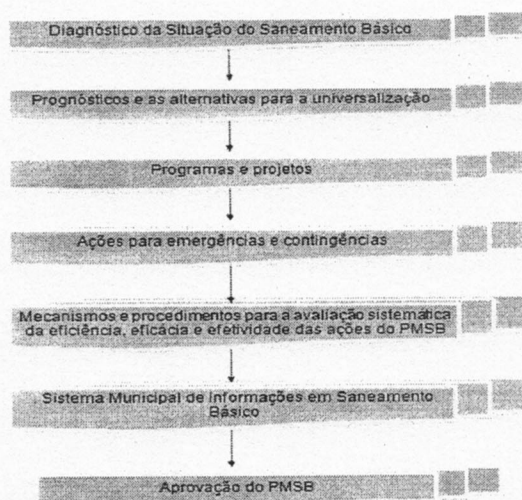 Diagnóstico da Situação do Saneamento Básico
Prognósticos e as alternativas para a universalização
Programas e projetos
Ações para emergências e contingências
Mecanismos e procedimentos para a avaliação sistemática
da eficiência, eficácia e efetividade das ações do PMSB
Sistema Municipal de Informações em Saneamento
Básico
Aprovação do PMSB